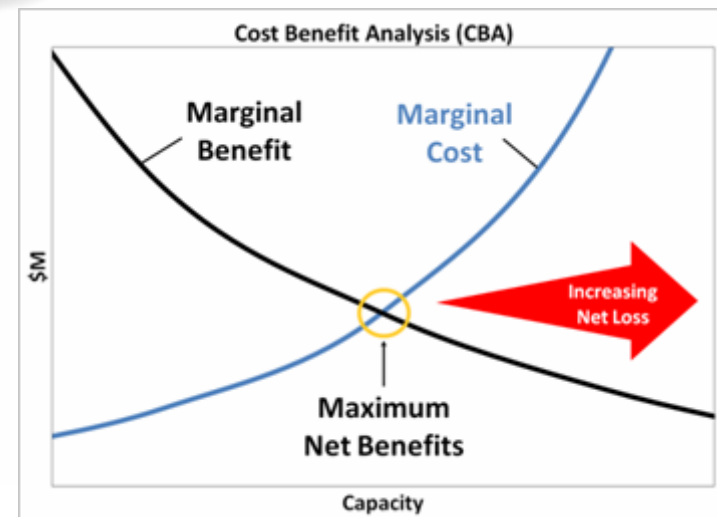 Cost Benefit Analysis (CBA)
Marginal
Benefit
Marginal
Cost
$M
Increasing
Net Loss
Maximum
Net Benefits
Capacity